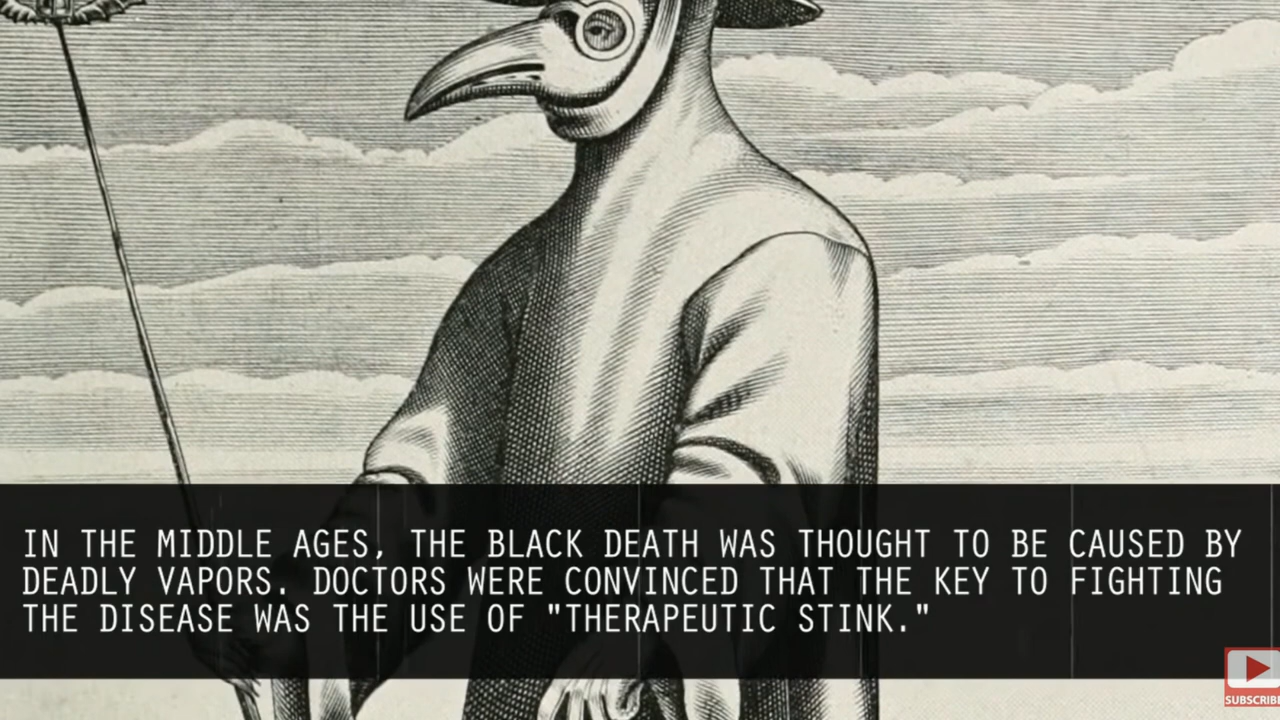 IN THE MIDDLE AGES, THE BLACK DEATH WAS THOUGHT TO BE CAUSED BY
DEADLY VAPORS. DOCTORS WERE CONVINCED THAT THE KEY TO FIGHTING
THE DISEASE WAS THE USE OF "THERAPEUTIC STINK."
SUBSCRIBE